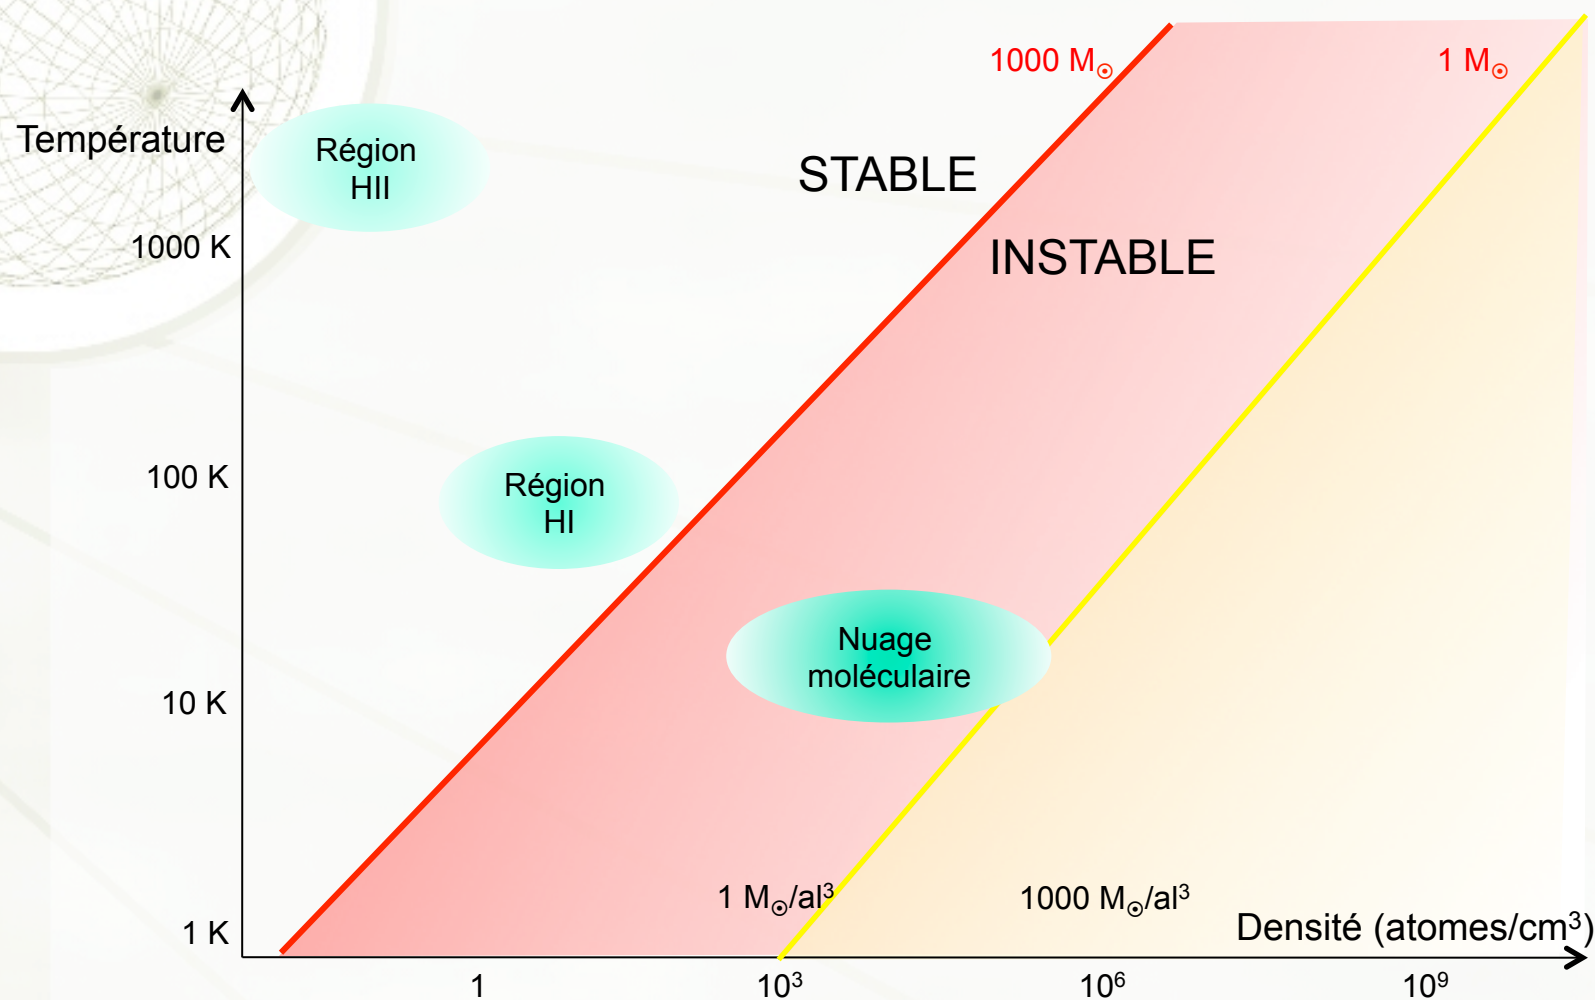 1000 M☉
1 M☉
Température
Région
HII
STABLE
1000 K
INSTABLE
100 K
Région
HI
Nuage
moléculaire
10 K
1 M☉/al³
1000 M☉/al³
1 K
Densité (atomes/cm³)
1
10³
10⁶
10⁹